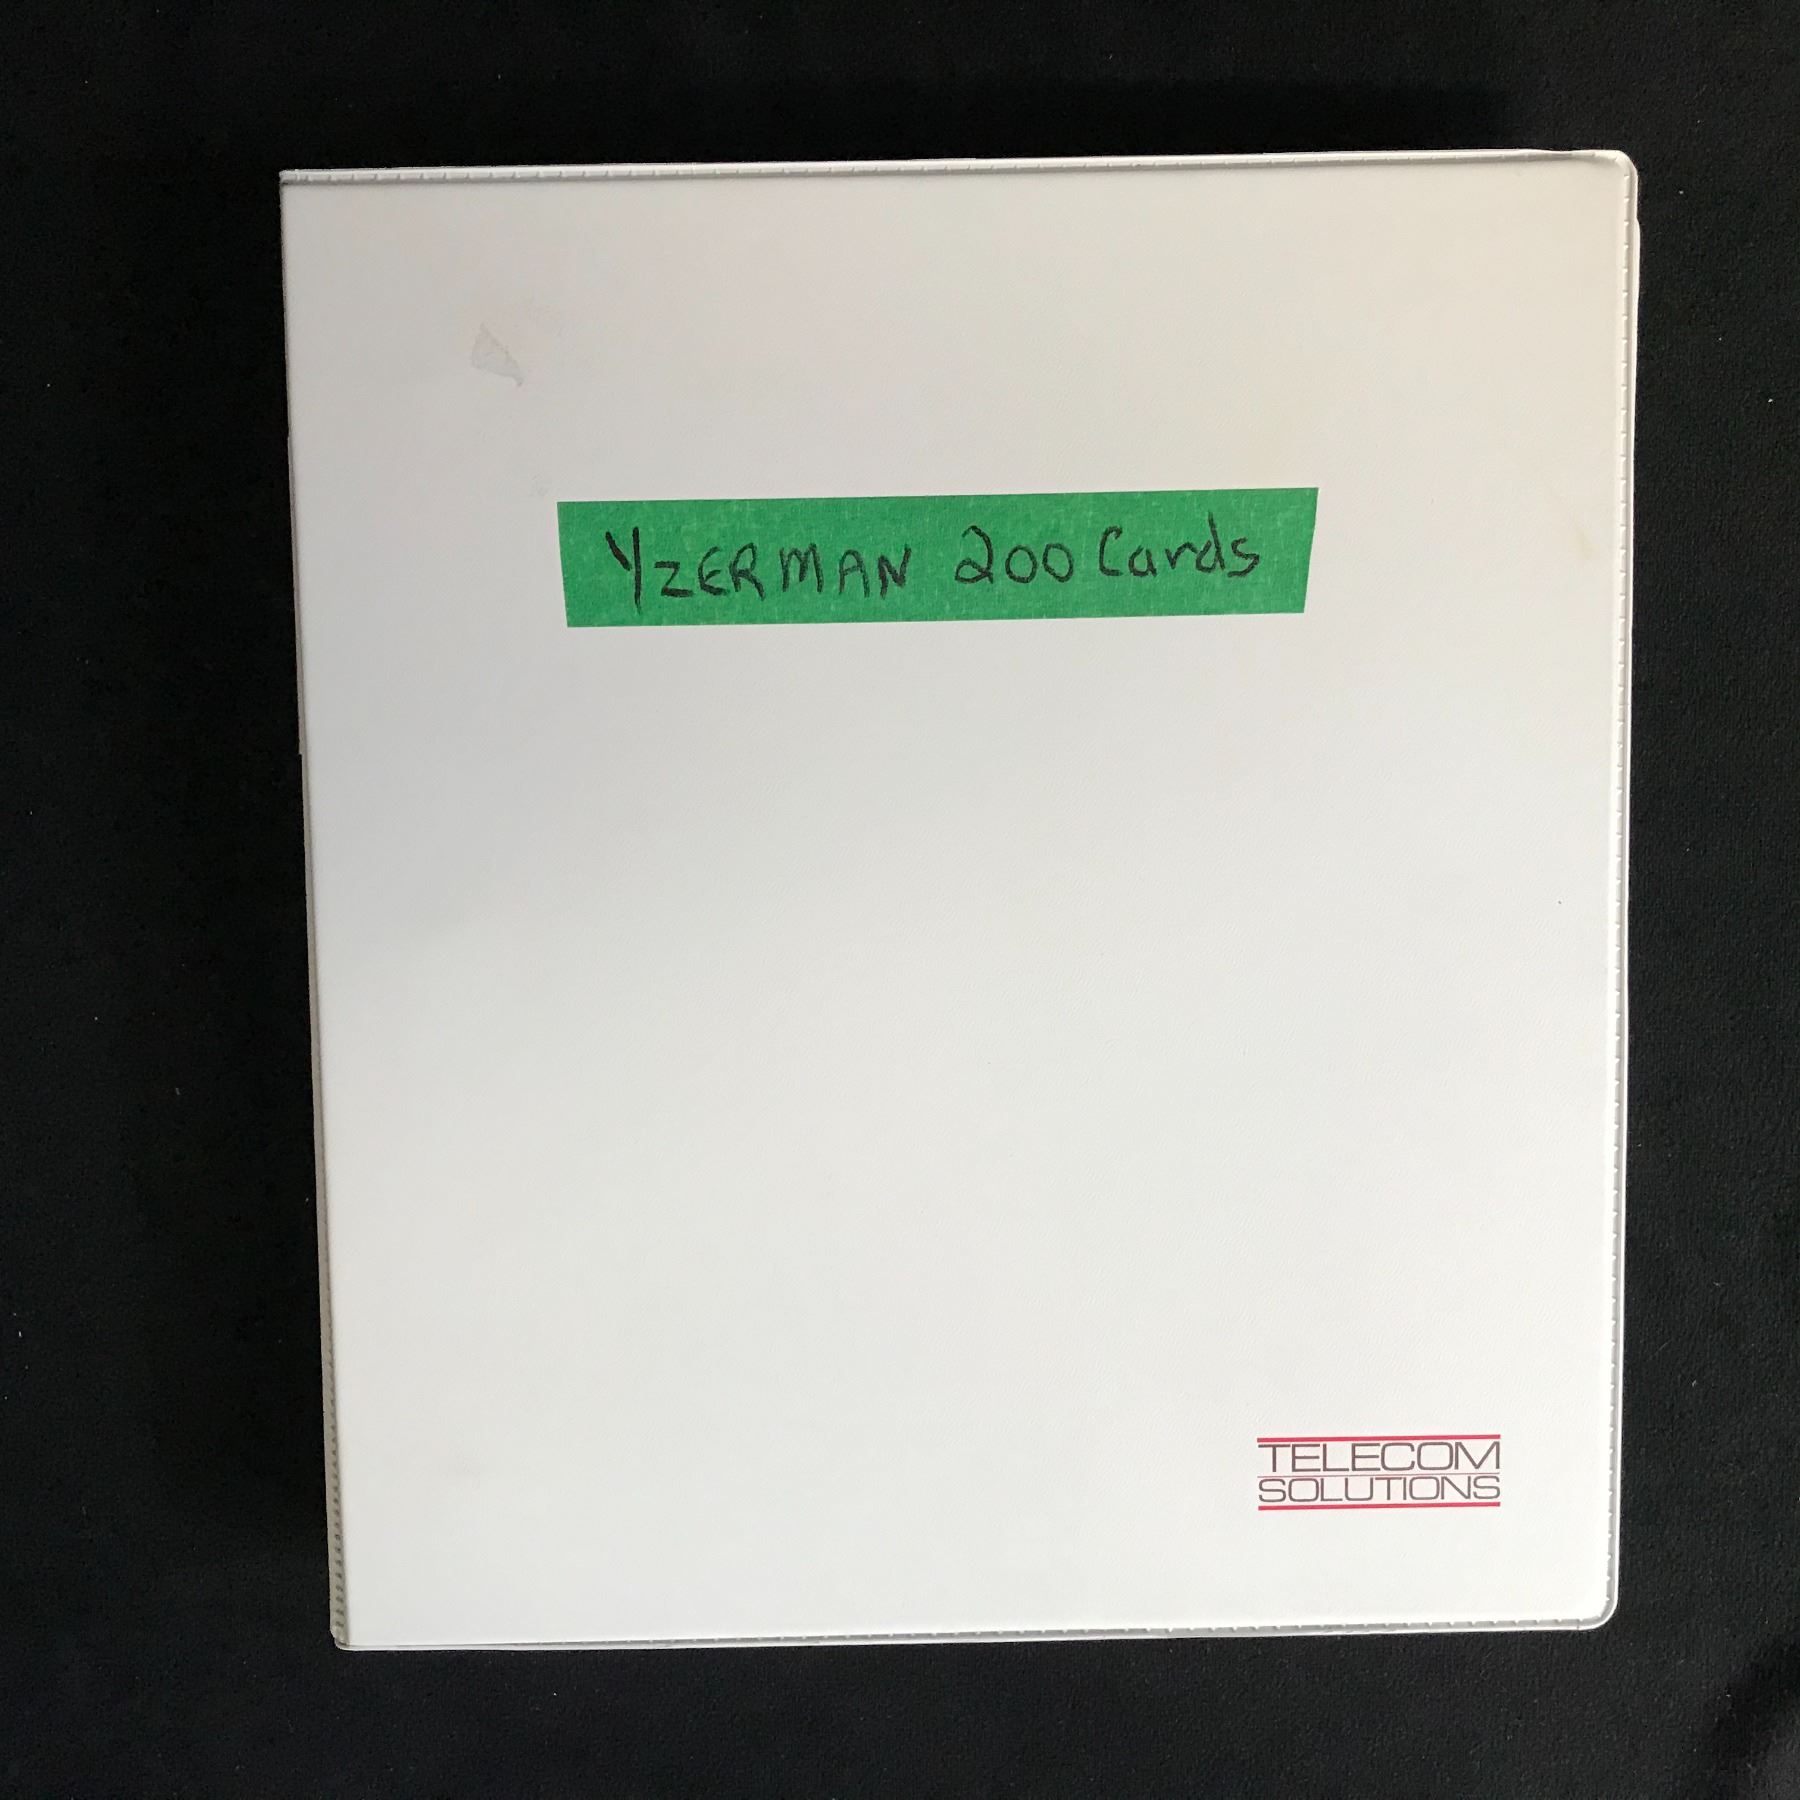 YZERMAN 200 Cards
TELECOM
SOLUTIONS